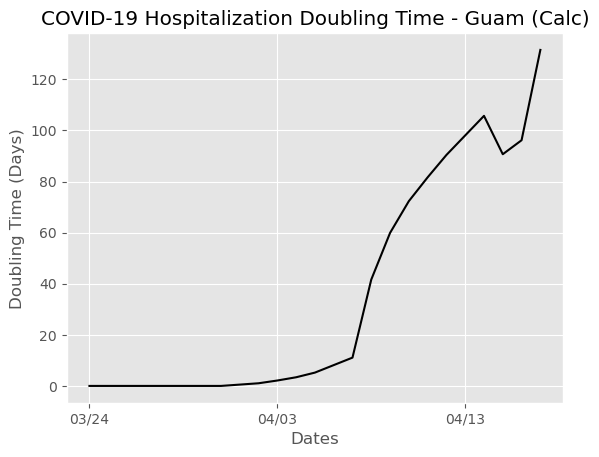 COVID-19 Hospitalization Doubling Time - Guam (Calc)
Doubling Time (Days)
120
100
80
60
40
20
0
03/24 04/03 04/13
Dates